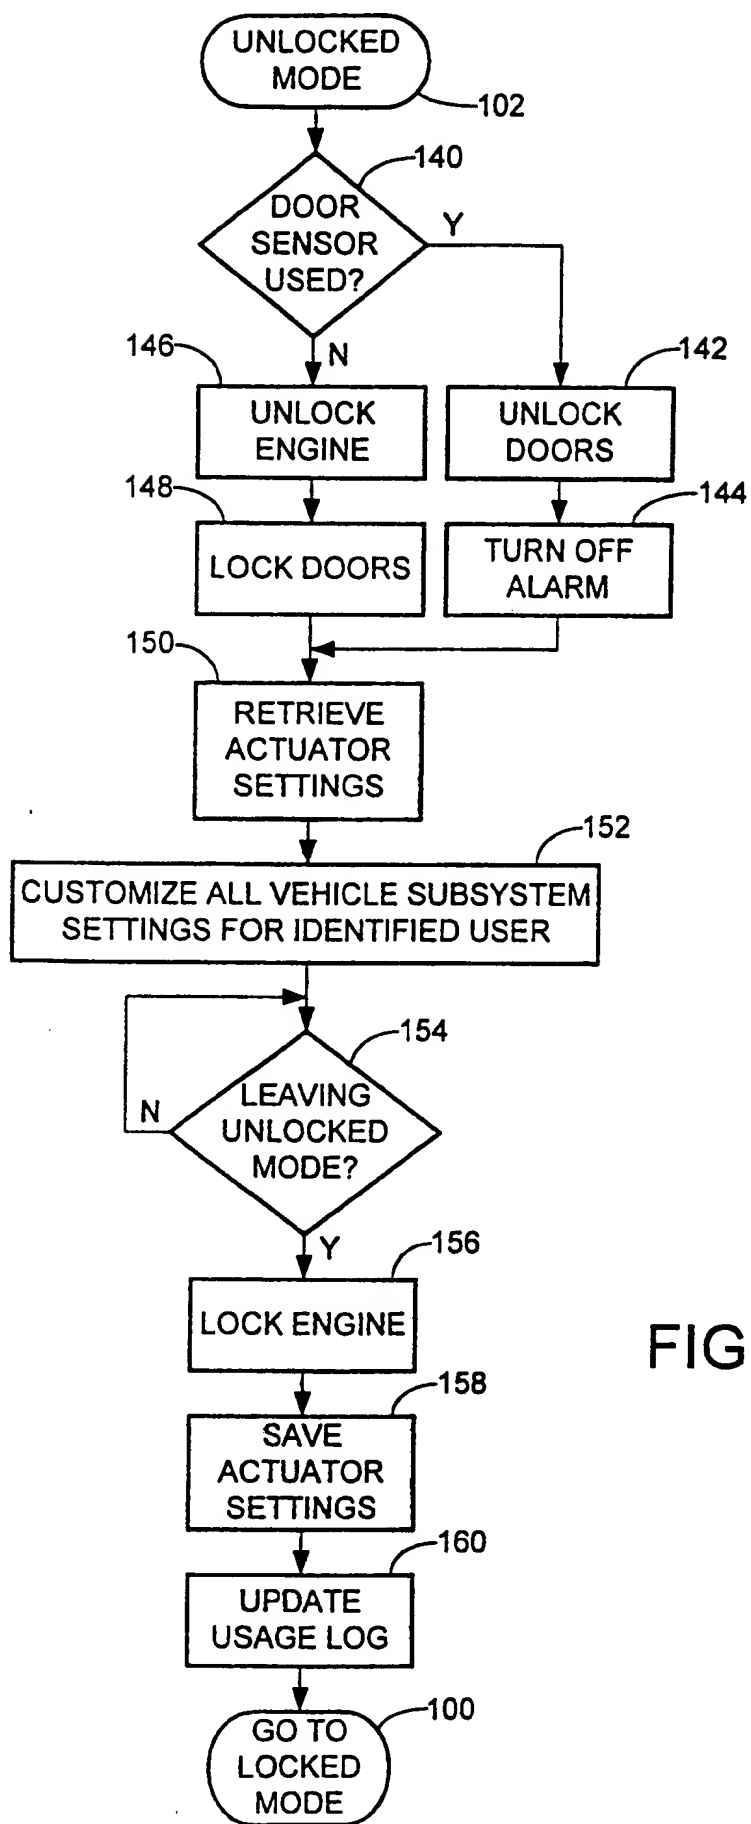 UNLOCKED
MODE
102
140
DOOR
SENSOR
USED?
Y
N
146
UNLOCK
ENGINE
142
UNLOCK
DOORS
148
LOCK DOORS
144
TURN OFF
ALARM
150
RETRIEVE
ACTUATOR
SETTINGS
152
CUSTOMIZE ALL VEHICLE SUBSYSTEM
SETTINGS FOR IDENTIFIED USER
154
LEAVING
UNLOCKED
MODE?
N
Y
156
LOCK ENGINE
FIG
158
SAVE
ACTUATOR
SETTINGS
160
UPDATE
USAGE LOG
100
GO TO
LOCKED
MODE